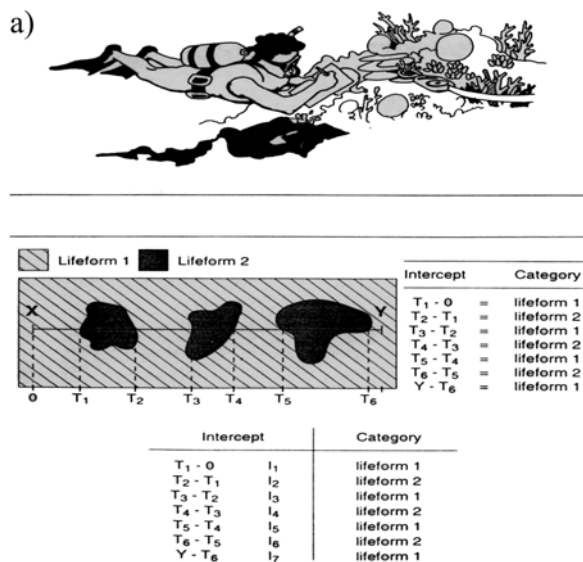 a)
Lifeform 1 Lifeform 2
X Y
0 T₁ T₂ T₃ T₄ T₅ T₆
Intercept Category
T₁ - 0 = lifeform 1
T₂ - T₁ = lifeform 2
T₃ - T₂ = lifeform 1
T₄ - T₃ = lifeform 2
T₅ - T₄ = lifeform 1
T₆ - T₅ = lifeform 2
Y - T₆ = lifeform 1
Intercept Category
T₁ - 0 I₁ lifeform 1
T₂ - T₁ I₂ lifeform 2
T₃ - T₂ I₃ lifeform 1
T₄ - T₃ I₄ lifeform 2
T₅ - T₄ I₅ lifeform 1
T₆ - T₅ I₆ lifeform 2
Y - T₆ I₇ lifeform 1